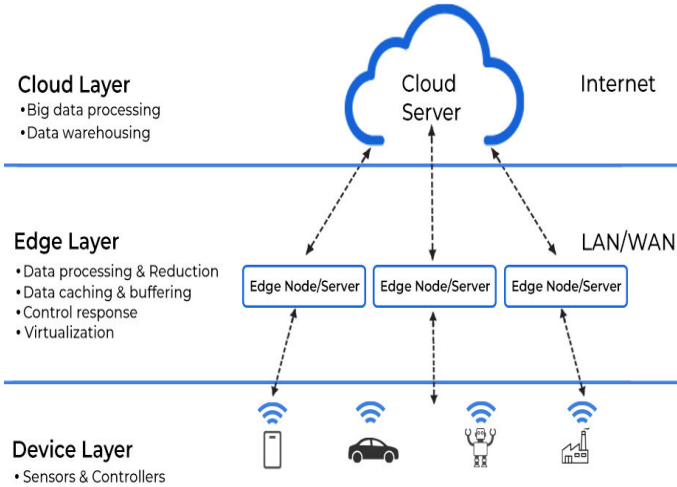 Cloud Layer
•Big data processing
•Data warehousing
Cloud
Server
Internet
Edge Layer
•Data processing & Reduction
•Data caching & buffering
•Control response
•Virtualization
LAN/WAN
Edge Node/Server
Edge Node/Server
Edge Node/Server
Device Layer
•Sensors & Controllers